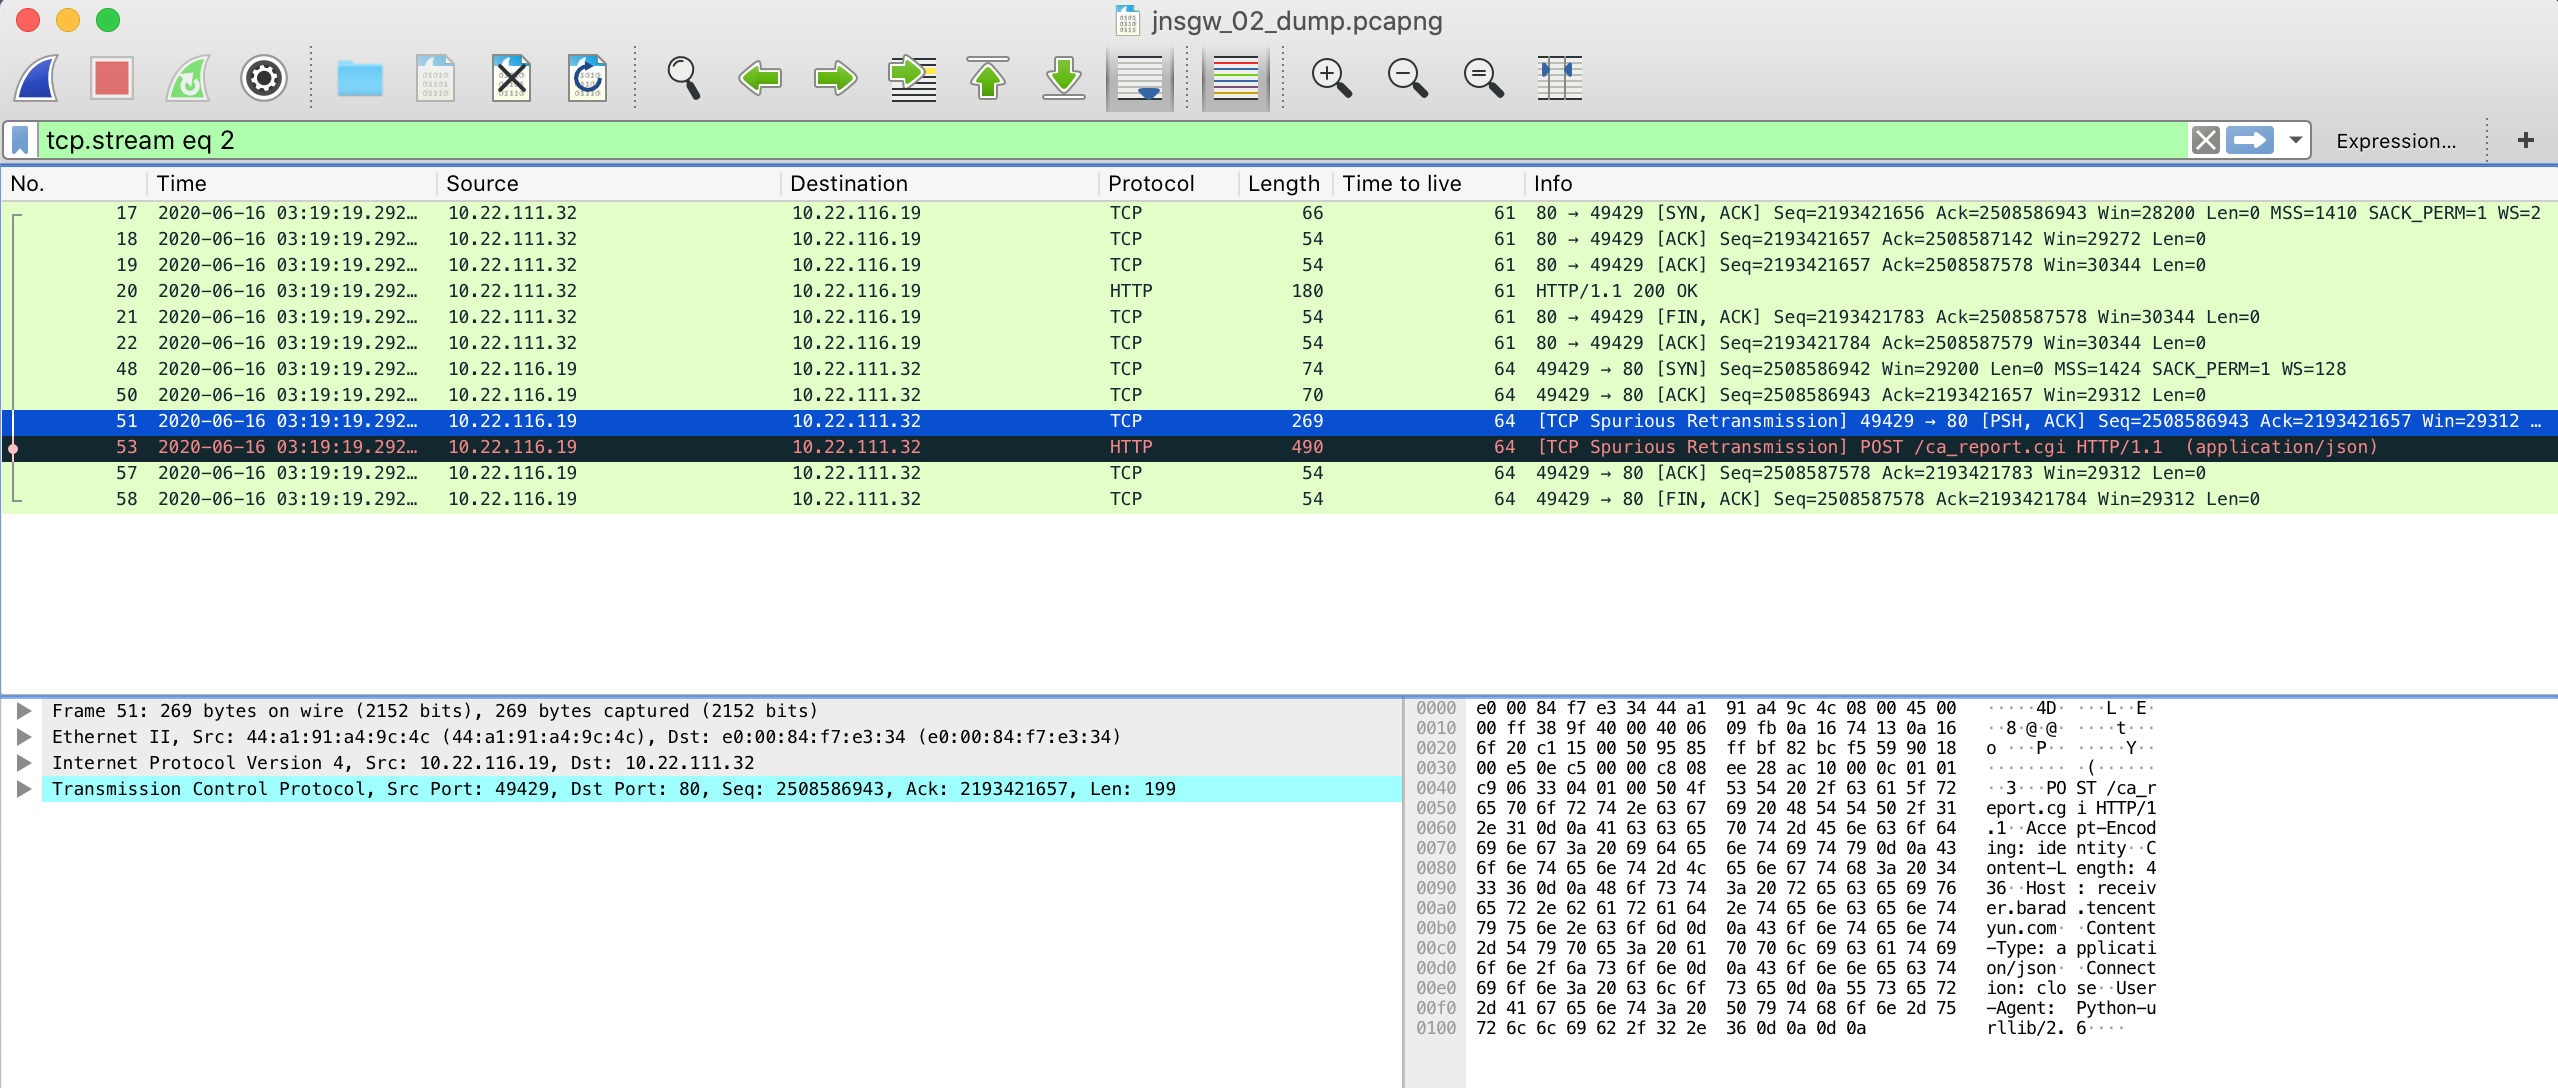 jnsgw_02_dump.pcapng
tcp.stream eq 2
Expression...
+
No. Time Source Destination Protocol Length Time to live Info
17 2020-06-16 03:19:19.292… 10.22.111.32 10.22.116.19 TCP 66 61 80 → 49429 [SYN, ACK] Seq=2193421656 Ack=2508586943 Win=28200 Len=0 MSS=1410 SACK_PERM=1 WS=2
18 2020-06-16 03:19:19.292… 10.22.111.32 10.22.116.19 TCP 54 61 80 → 49429 [ACK] Seq=2193421657 Ack=2508587142 Win=29272 Len=0
19 2020-06-16 03:19:19.292… 10.22.111.32 10.22.116.19 TCP 54 61 80 → 49429 [ACK] Seq=2193421657 Ack=2508587578 Win=30344 Len=0
20 2020-06-16 03:19:19.292… 10.22.111.32 10.22.116.19 HTTP 180 61 HTTP/1.1 200 OK
21 2020-06-16 03:19:19.292… 10.22.111.32 10.22.116.19 TCP 54 61 80 → 49429 [FIN, ACK] Seq=2193421783 Ack=2508587578 Win=30344 Len=0
22 2020-06-16 03:19:19.292… 10.22.111.32 10.22.116.19 TCP 54 61 80 → 49429 [ACK] Seq=2193421784 Ack=2508587579 Win=30344 Len=0
48 2020-06-16 03:19:19.292… 10.22.116.19 10.22.111.32 TCP 74 64 49429 → 80 [SYN] Seq=2508586942 Win=29200 Len=0 MSS=1424 SACK_PERM=1 WS=128
50 2020-06-16 03:19:19.292… 10.22.116.19 10.22.111.32 TCP 70 64 49429 → 80 [ACK] Seq=2508586943 Ack=2193421657 Win=29312 Len=0
51 2020-06-16 03:19:19.292… 10.22.116.19 10.22.111.32 TCP 269 64 [TCP Spurious Retransmission] 49429 → 80 [PSH, ACK] Seq=2508586943 Ack=2193421657 Win=29312 …
53 2020-06-16 03:19:19.292… 10.22.116.19 10.22.111.32 HTTP 490 64 [TCP Spurious Retransmission] POST /ca_report.cgi HTTP/1.1 (application/json)
57 2020-06-16 03:19:19.292… 10.22.116.19 10.22.111.32 TCP 54 64 49429 → 80 [ACK] Seq=2508587578 Ack=2193421783 Win=29312 Len=0
58 2020-06-16 03:19:19.292… 10.22.116.19 10.22.111.32 TCP 54 64 49429 → 80 [FIN, ACK] Seq=2508587578 Ack=2193421784 Win=29312 Len=0
Frame 51: 269 bytes on wire (2152 bits), 269 bytes captured (2152 bits)
Ethernet II, Src: 44:a1:91:a4:9c:4c (44:a1:91:a4:9c:4c), Dst: e0:00:84:f7:e3:34 (e0:00:84:f7:e3:34)
Internet Protocol Version 4, Src: 10.22.116.19, Dst: 10.22.111.32
Transmission Control Protocol, Src Port: 49429, Dst Port: 80, Seq: 2508586943, Ack: 2193421657, Len: 199
0000 e0 00 84 f7 e3 34 44 a1 91 a4 9c 4c 08 00 45 00 ·····4D· ···L··E·
0010 00 ff 38 9f 40 00 40 06 09 fb 0a 16 74 13 0a 16 ··8·@·@· ····t···
0020 6f 20 c1 15 00 50 95 85 ff bf 82 bc f5 59 90 18 o ···P·· ·····Y··
0030 00 e5 0e c5 00 00 c8 08 ee 28 ac 10 00 0c 01 01 ········ ·(······
0040 c9 06 33 04 01 00 50 4f 53 54 20 2f 63 61 5f 72 ··3···PO ST /ca_r
0050 65 70 6f 72 74 2e 63 67 69 20 48 54 54 50 2f 31 eport.cg i HTTP/1
0060 2e 31 0d 0a 41 63 63 65 70 74 2d 45 6e 63 6f 64 .1··Acce pt-Encod
0070 69 6e 67 3a 20 69 64 65 6e 74 69 74 79 0d 0a 43 ing: ide ntity··C
0080 6f 6e 74 65 6e 74 2d 4c 65 6e 67 74 68 3a 20 34 ontent-L ength: 4
0090 33 36 0d 0a 48 6f 73 74 3a 20 72 65 63 65 69 76 36··Host : receiv
00a0 65 72 2e 62 61 72 61 64 2e 74 65 6e 63 65 6e 74 er.barad .tencent
00b0 79 75 6e 2e 63 6f 6d 0d 0a 43 6f 6e 74 65 6e 74 yun.com· ·Content
00c0 2d 54 79 70 65 3a 20 61 70 70 6c 69 63 61 74 69 -Type: a pplicati
00d0 6f 6e 2f 6a 73 6f 6e 0d 0a 43 6f 6e 6e 65 63 74 on/json· ·Connect
00e0 69 6f 6e 3a 20 63 6c 6f 73 65 0d 0a 55 73 65 72 ion: clo se··User
00f0 2d 41 67 65 6e 74 3a 20 50 79 74 68 6f 6e 2d 75 -Agent: Python-u
0100 72 6c 6c 69 62 2f 32 2e 36 0d 0a 0d 0a rllib/2. 6····